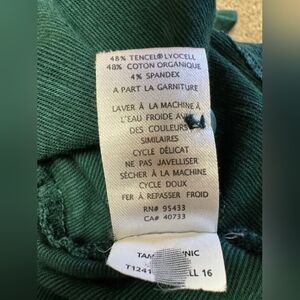 48% TENCEL® LYOCELL
48% COTON ORGANIQUE
4% SPANDEX
A PART LA GARNITURE
LAVER À LA MACHINE À
L'EAU FROIDE
DES COULEURS
SIMILAIRES
CYCLE DÉLICAT
NE PAS JAVELLISER
SÉCHER À LA MACHINE
CYCLE DOUX
FER À REPASSER FROID
RN# 95433
CA# 40733
16